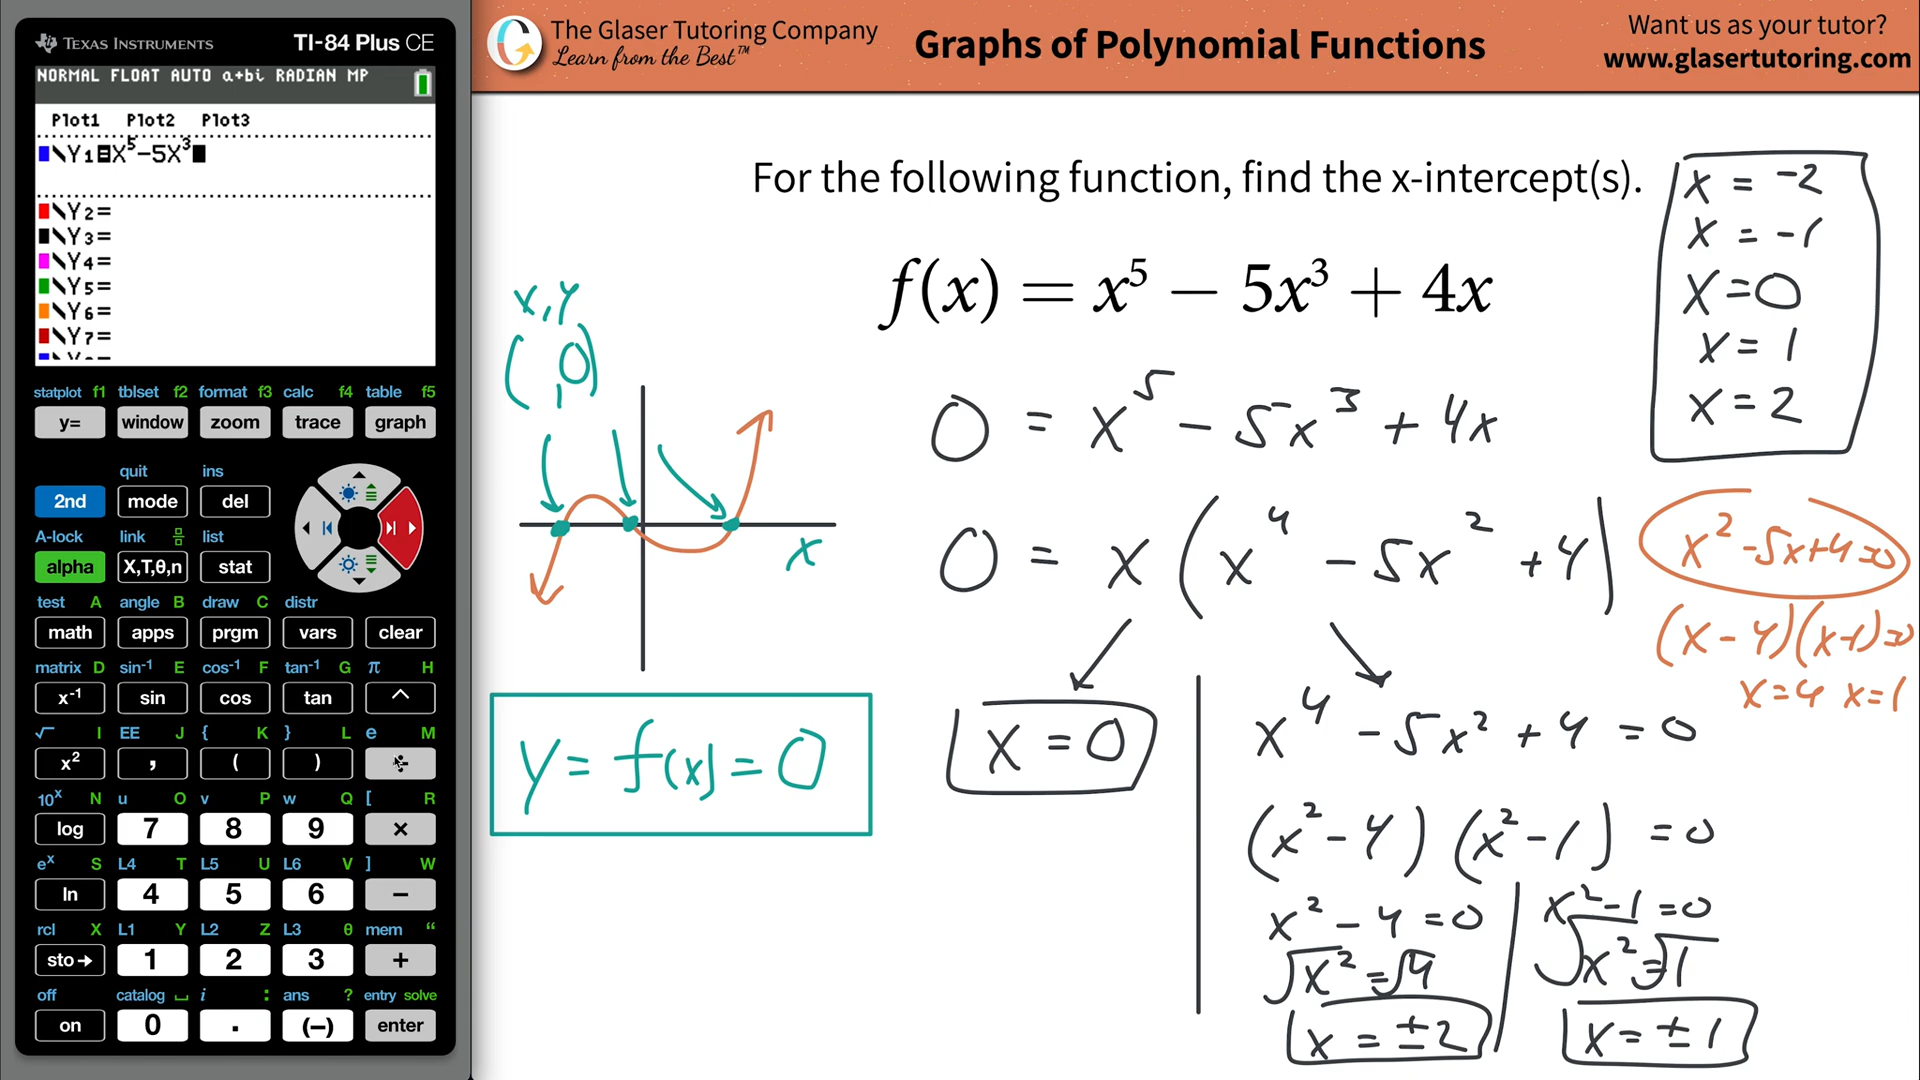 TEXAS INSTRUMENTS TI-84 Plus CE
NORMAL FLOAT AUTO a+bi RADIAN MP
Plot1 Plot2 Plot3
\Y₁=X⁵-5X³
\Y₂=
\Y₃=
\Y₄=
\Y₅=
\Y₆=
\Y₇=
statplot f1 tblset f2 format f3 calc f4 table f5
y= window zoom trace graph
quit ins
2nd mode del
A-lock link list
alpha X,T,θ,n stat
test A angle B draw C distr
math apps prgm vars clear
matrix D sin⁻¹ E cos⁻¹ F tan⁻¹ G π H
x⁻¹ sin cos tan ^
√ I EE J { K } L e M
x² , ( ) ÷
10ˣ N u O v P w Q [ R
log 7 8 9 ×
eˣ S L4 T L5 U L6 V ] W
ln 4 5 6 −
rcl X L1 Y L2 Z L3 θ mem “
sto→ 1 2 3 +
off catalog ⎵ i : ans ? entry solve
on 0 . (−) enter
The Glaser Tutoring Company
Learn from the Best™
Graphs of Polynomial Functions
Want us as your tutor?
www.glasertutoring.com
For the following function, find the x-intercept(s).
f(x) = x⁵ − 5x³ + 4x
x = -2
x = -1
x = 0
x = 1
x = 2
x, y
( , 0)
x
y = f(x) = 0
0 = x⁵ - 5x³ + 4x
0 = x(x⁴ - 5x² + 4)
x² - 5x + 4 = 0
(x - 4)(x - 1) = 0
x = 4 x = 1
x = 0
x⁴ - 5x² + 4 = 0
(x² - 4)(x² - 1) = 0
x² - 4 = 0
√x² = √4
x = ±2
x² - 1 = 0
√x² = √1
x = ±1